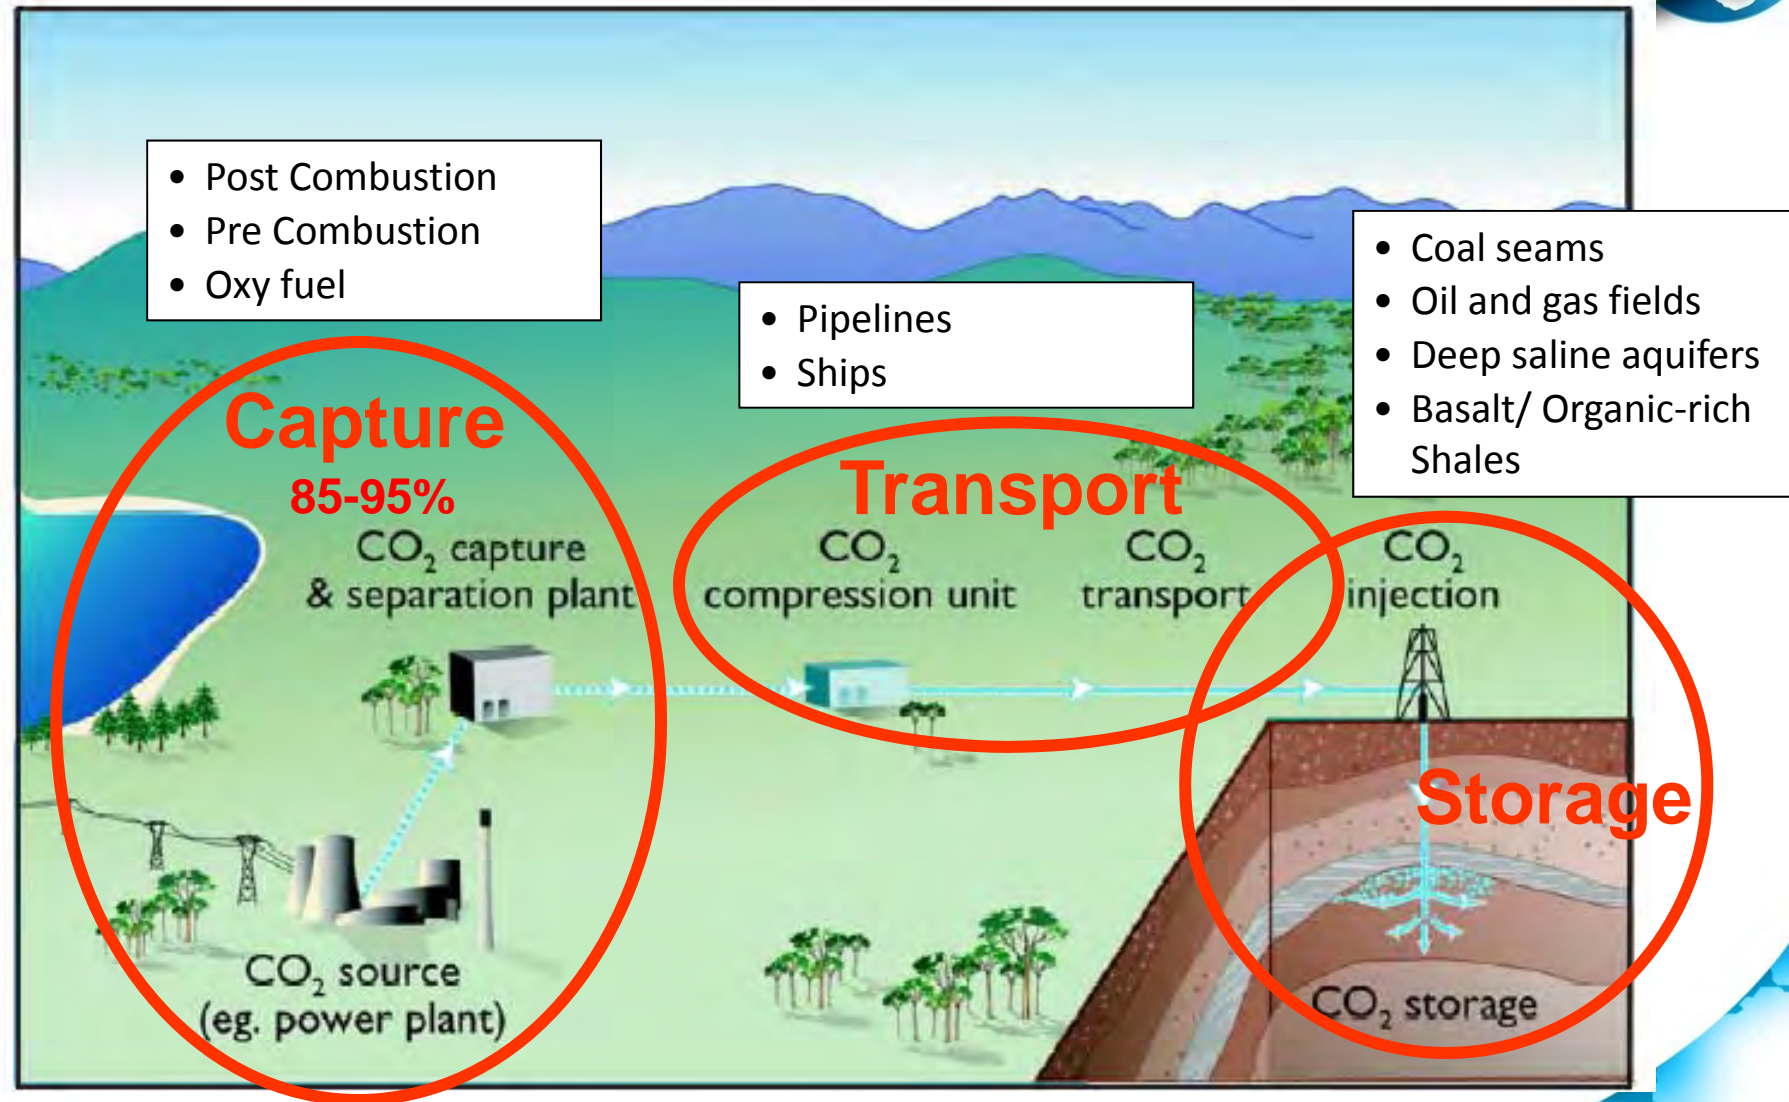 • Post Combustion
• Pre Combustion
• Oxy fuel
• Pipelines
• Ships
• Coal seams
• Oil and gas fields
• Deep saline aquifers
• Basalt/ Organic-rich
Shales
Capture
85-95%
CO₂ capture
& separation plant
Transport
CO₂
compression unit
CO₂
transport
CO₂
injection
Storage
CO₂ source
(eg. power plant)
CO₂ storage